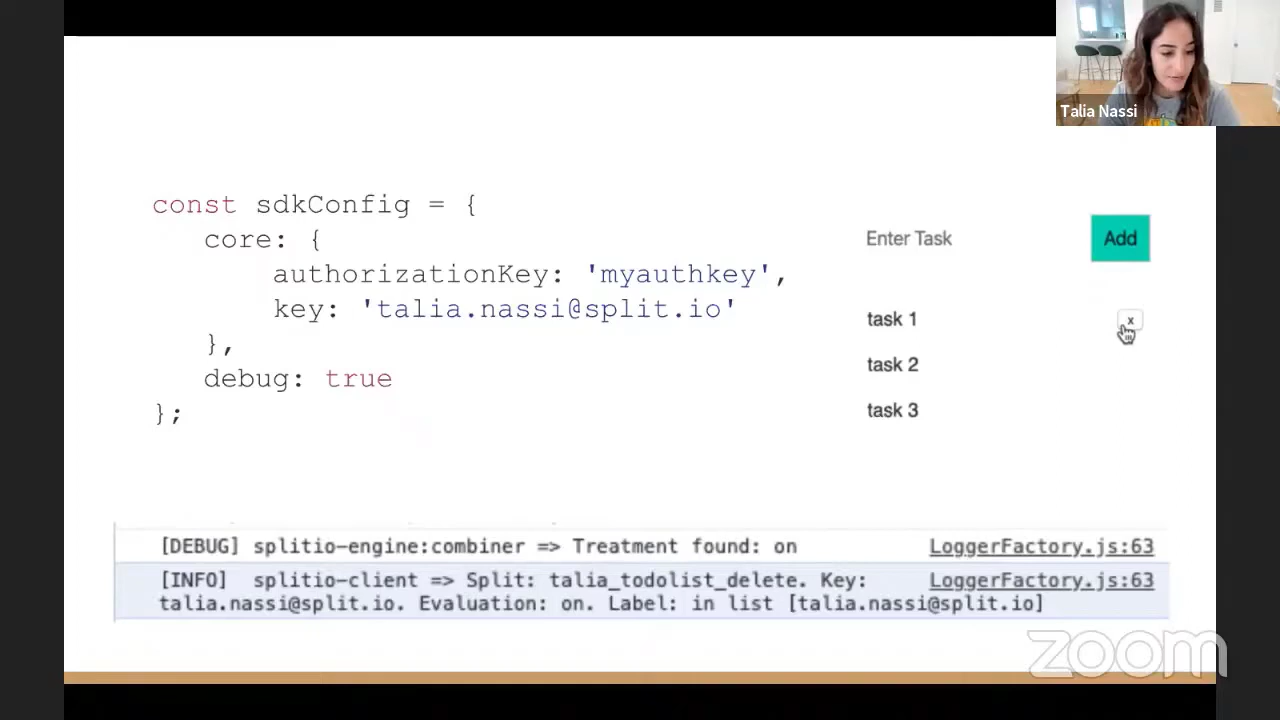 Talia Nassi
const sdkConfig = {
core: {
authorizationKey: 'myauthkey',
key: 'talia.nassi@split.io'
},
debug: true
};
Enter Task
Add
task 1
x
task 2
task 3
[DEBUG] splitio-engine:combiner => Treatment found: on LoggerFactory.js:63
[INFO] splitio-client => Split: talia_todolist_delete. Key: LoggerFactory.js:63
talia.nassi@split.io. Evaluation: on. Label: in list [talia.nassi@split.io]
zoom